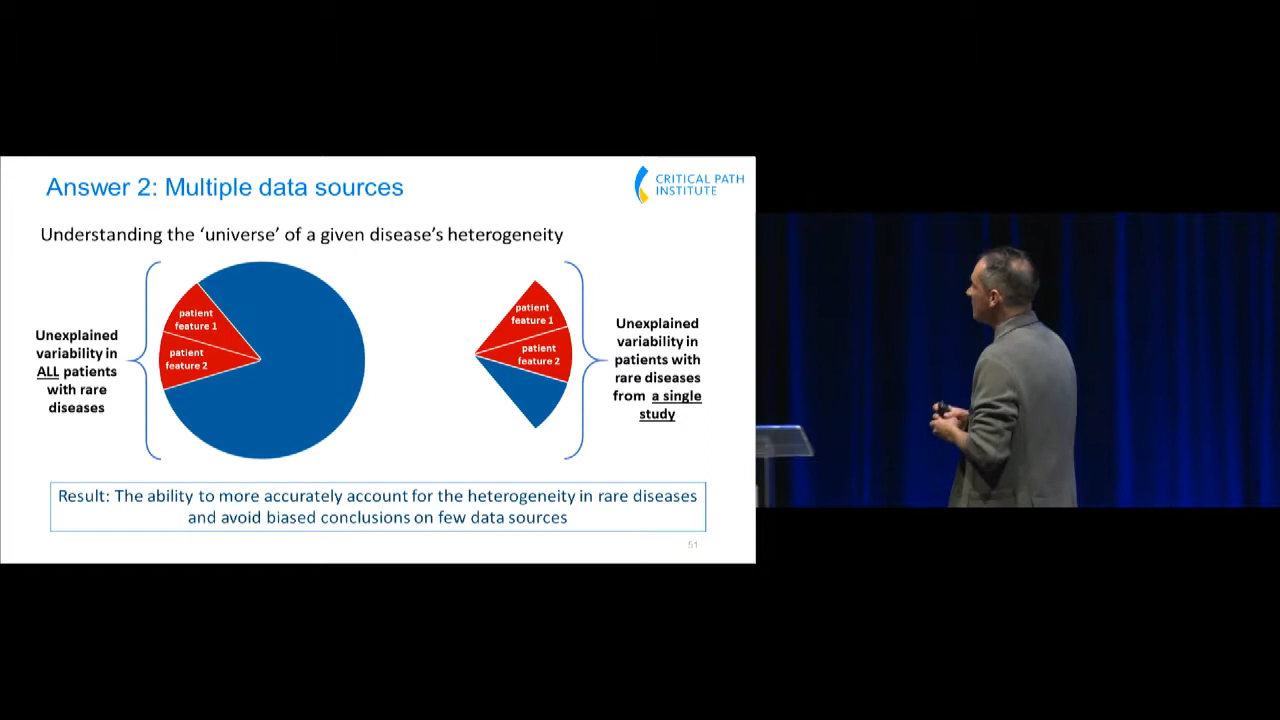 Answer 2: Multiple data sources
CRITICAL PATH
INSTITUTE
Understanding the ‘universe’ of a given disease’s heterogeneity
Unexplained
variability in
ALL patients
with rare
diseases
patient
feature 1
patient
feature 2
patient
feature 1
patient
feature 2
Unexplained
variability in
patients with
rare diseases
from a single
study
Result: The ability to more accurately account for the heterogeneity in rare diseases
and avoid biased conclusions on few data sources
51